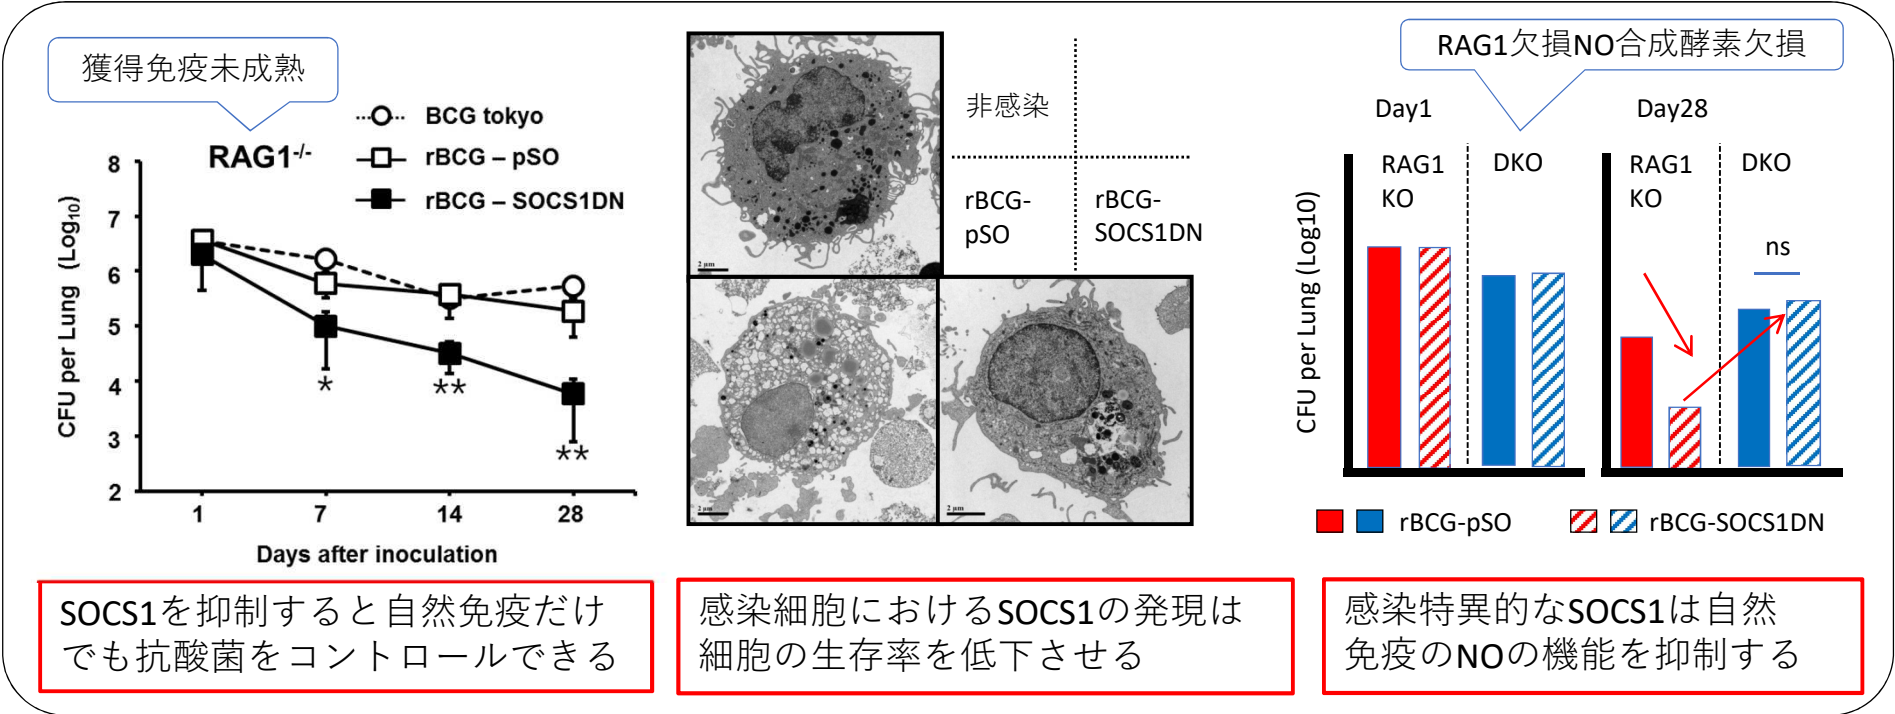 獲得免疫未成熟
RAG1-/-
BCG tokyo
rBCG – pSO
rBCG – SOCS1DN
CFU per Lung (Log10)
8
7
6
5
4
3
2
*
**
**
1
7
14
28
Days after inoculation
SOCS1を抑制すると自然免疫だけ
でも抗酸菌をコントロールできる
非感染
rBCG-
pSO
rBCG-
SOCS1DN
2 μm
2 μm
2 μm
感染細胞におけるSOCS1の発現は
細胞の生存率を低下させる
RAG1欠損NO合成酵素欠損
Day1
Day28
CFU per Lung (Log10)
RAG1
KO
DKO
RAG1
KO
DKO
ns
rBCG-pSO
rBCG-SOCS1DN
感染特異的なSOCS1は自然
免疫のNOの機能を抑制する